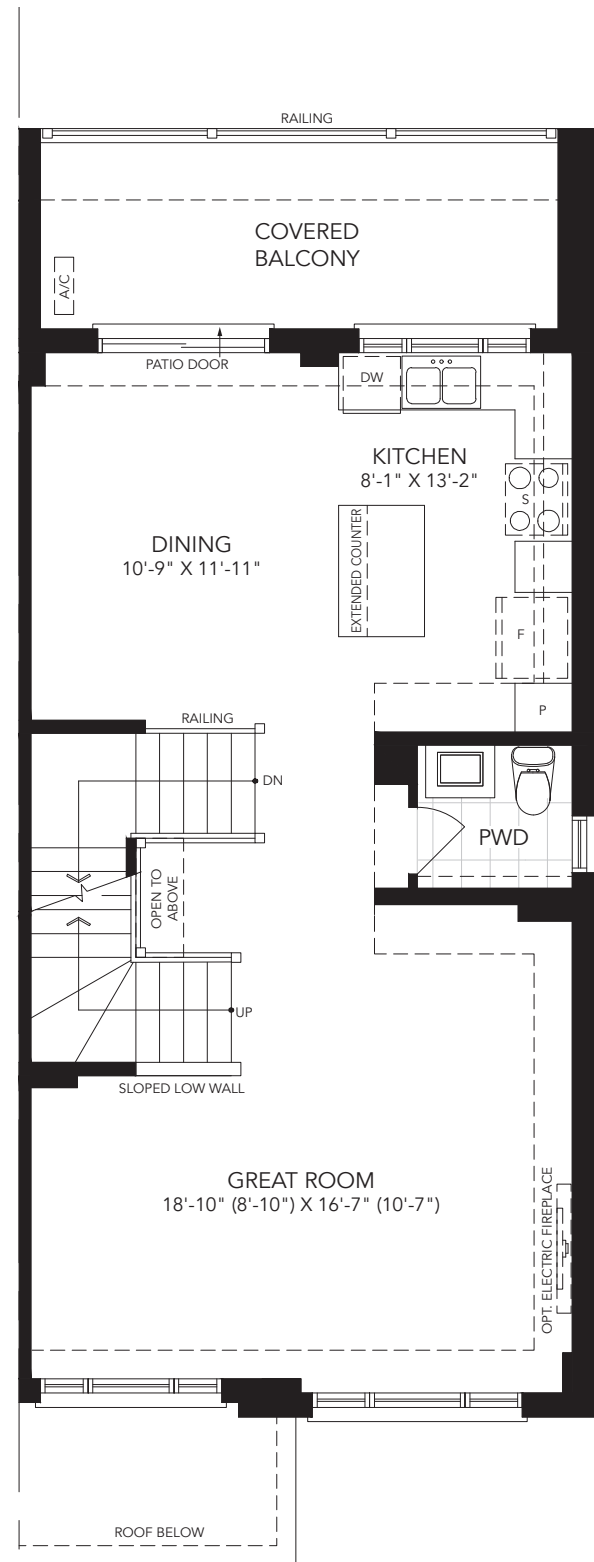 RAILING
COVERED
BALCONY
A/C
PATIO DOOR
DW
KITCHEN
8'-1" X 13'-2"
S
EXTENDED COUNTER
DINING
10'-9" X 11'-11"
F
P
RAILING
DN
PWD
OPEN TO
ABOVE
UP
SLOPED LOW WALL
GREAT ROOM
18'-10" (8'-10") X 16'-7" (10'-7")
OPT. ELECTRIC FIREPLACE
ROOF BELOW